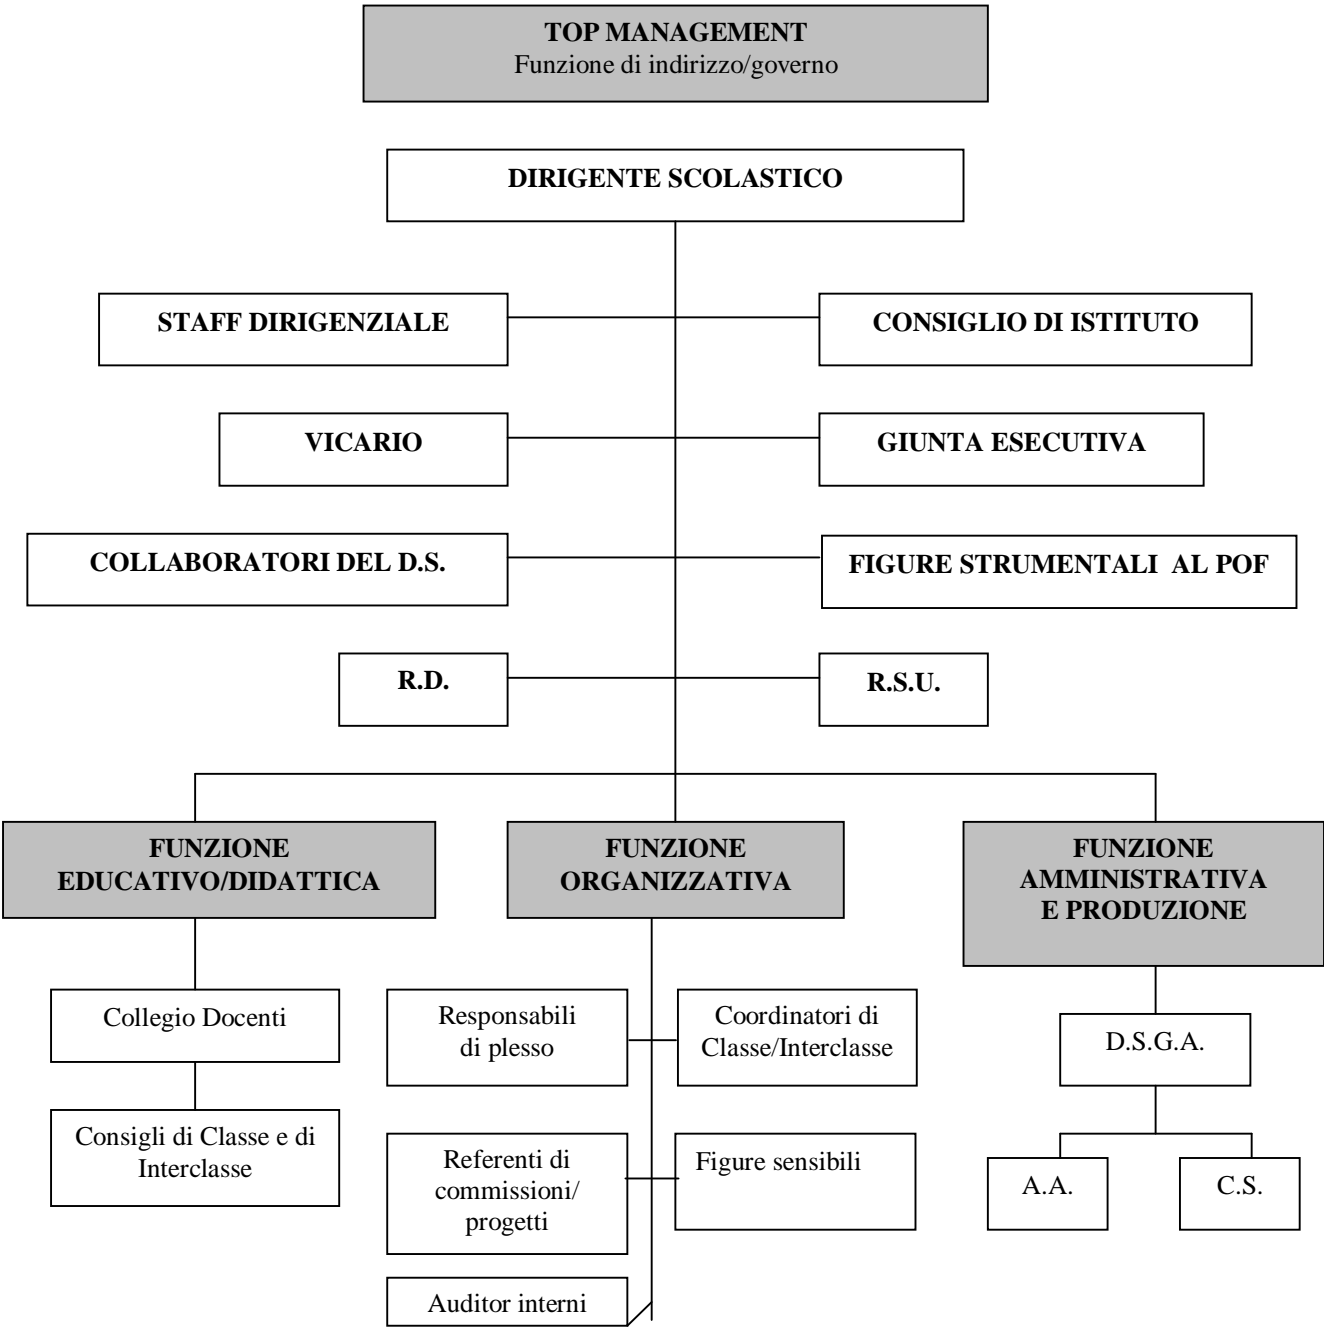 TOP MANAGEMENT
Funzione di indirizzo/governo
DIRIGENTE SCOLASTICO
STAFF DIRIGENZIALE
CONSIGLIO DI ISTITUTO
VICARIO
GIUNTA ESECUTIVA
COLLABORATORI DEL D.S.
FIGURE STRUMENTALI AL POF
R.D.
R.S.U.
FUNZIONE
EDUCATIVO/DIDATTICA
FUNZIONE
ORGANIZZATIVA
FUNZIONE
AMMINISTRATIVA
E PRODUZIONE
Collegio Docenti
Consigli di Classe e di
Interclasse
Responsabili
di plesso
Coordinatori di
Classe/Interclasse
Referenti di
commissioni/
progetti
Figure sensibili
Auditor interni
D.S.G.A.
A.A.
C.S.